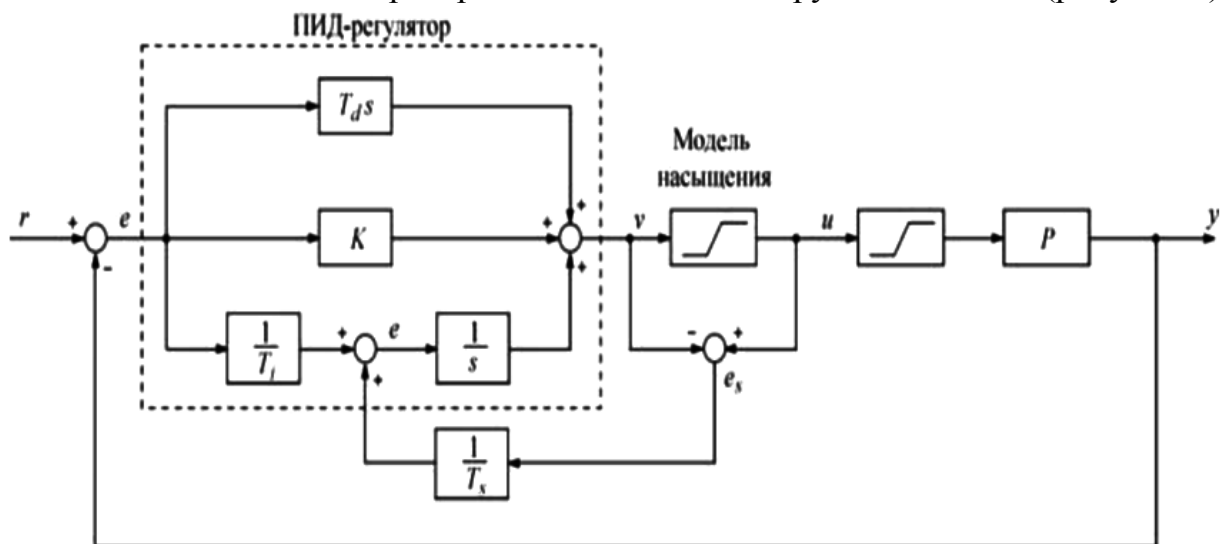 ПИД-регулятор
T_d s
Модель
насыщения
r + e
-
K
+ + +
v
u
P
y
1/T_i
+ e
+
1/s
- +
e_s
1/T_s